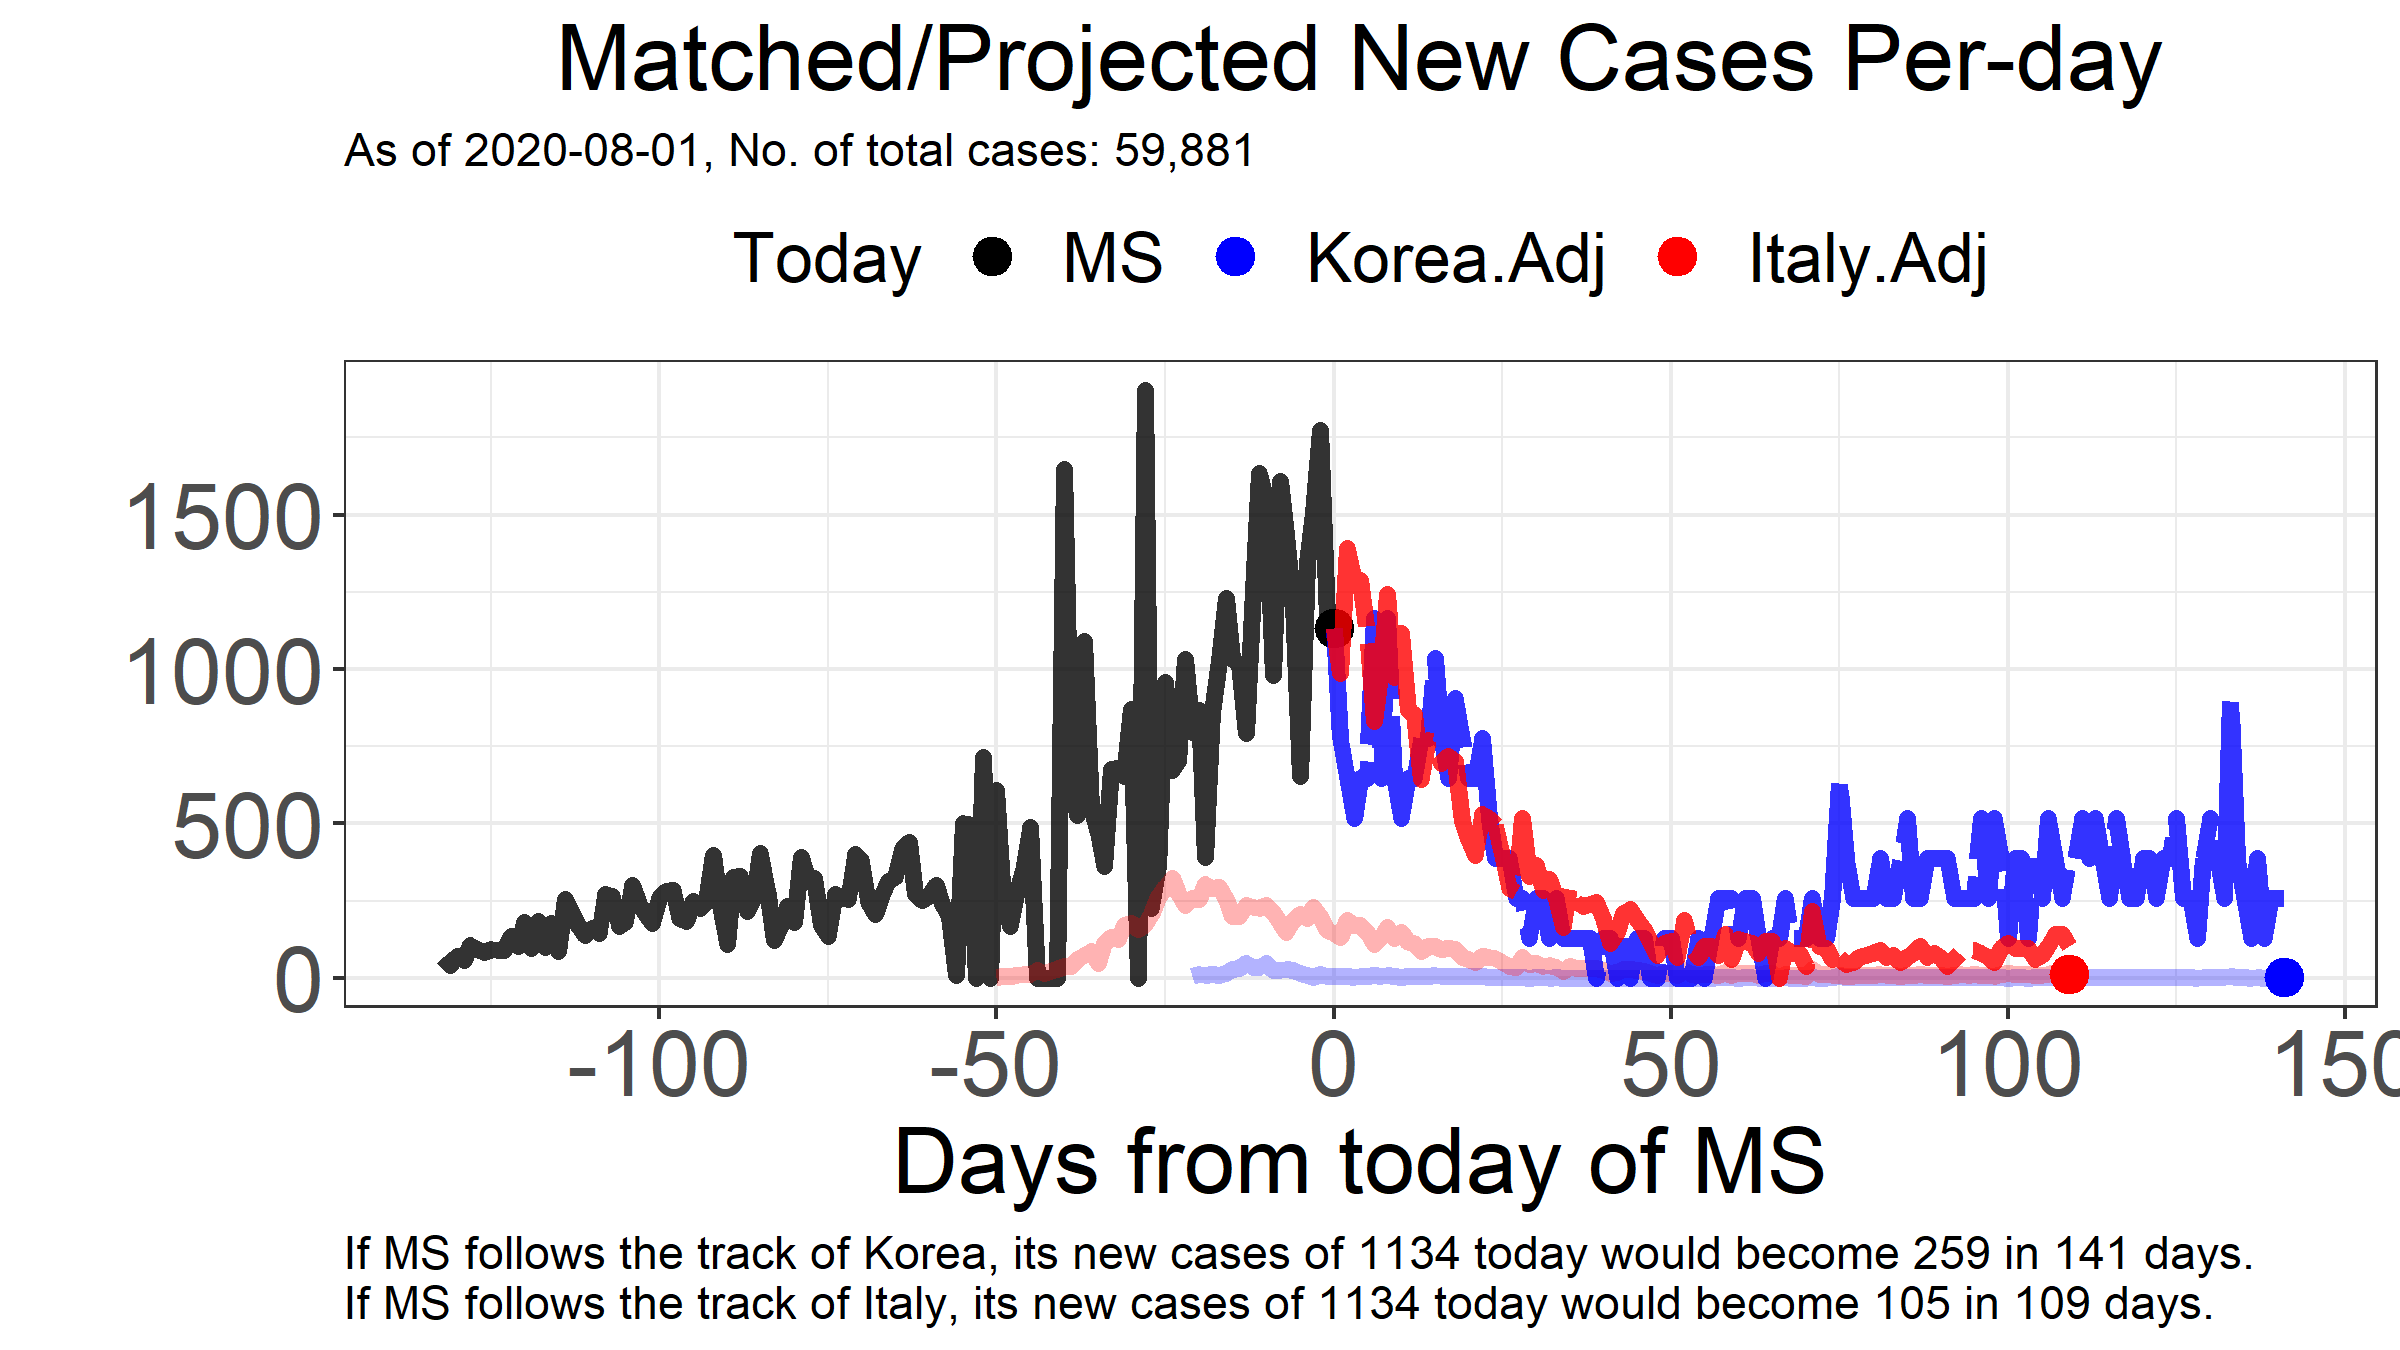 Matched/Projected New Cases Per-day
As of 2020-08-01, No. of total cases: 59,881
Today MS Korea.Adj Italy.Adj
1500
1000
500
0
-100 -50 0 50 100 150
Days from today of MS
If MS follows the track of Korea, its new cases of 1134 today would become 259 in 141 days.
If MS follows the track of Italy, its new cases of 1134 today would become 105 in 109 days.